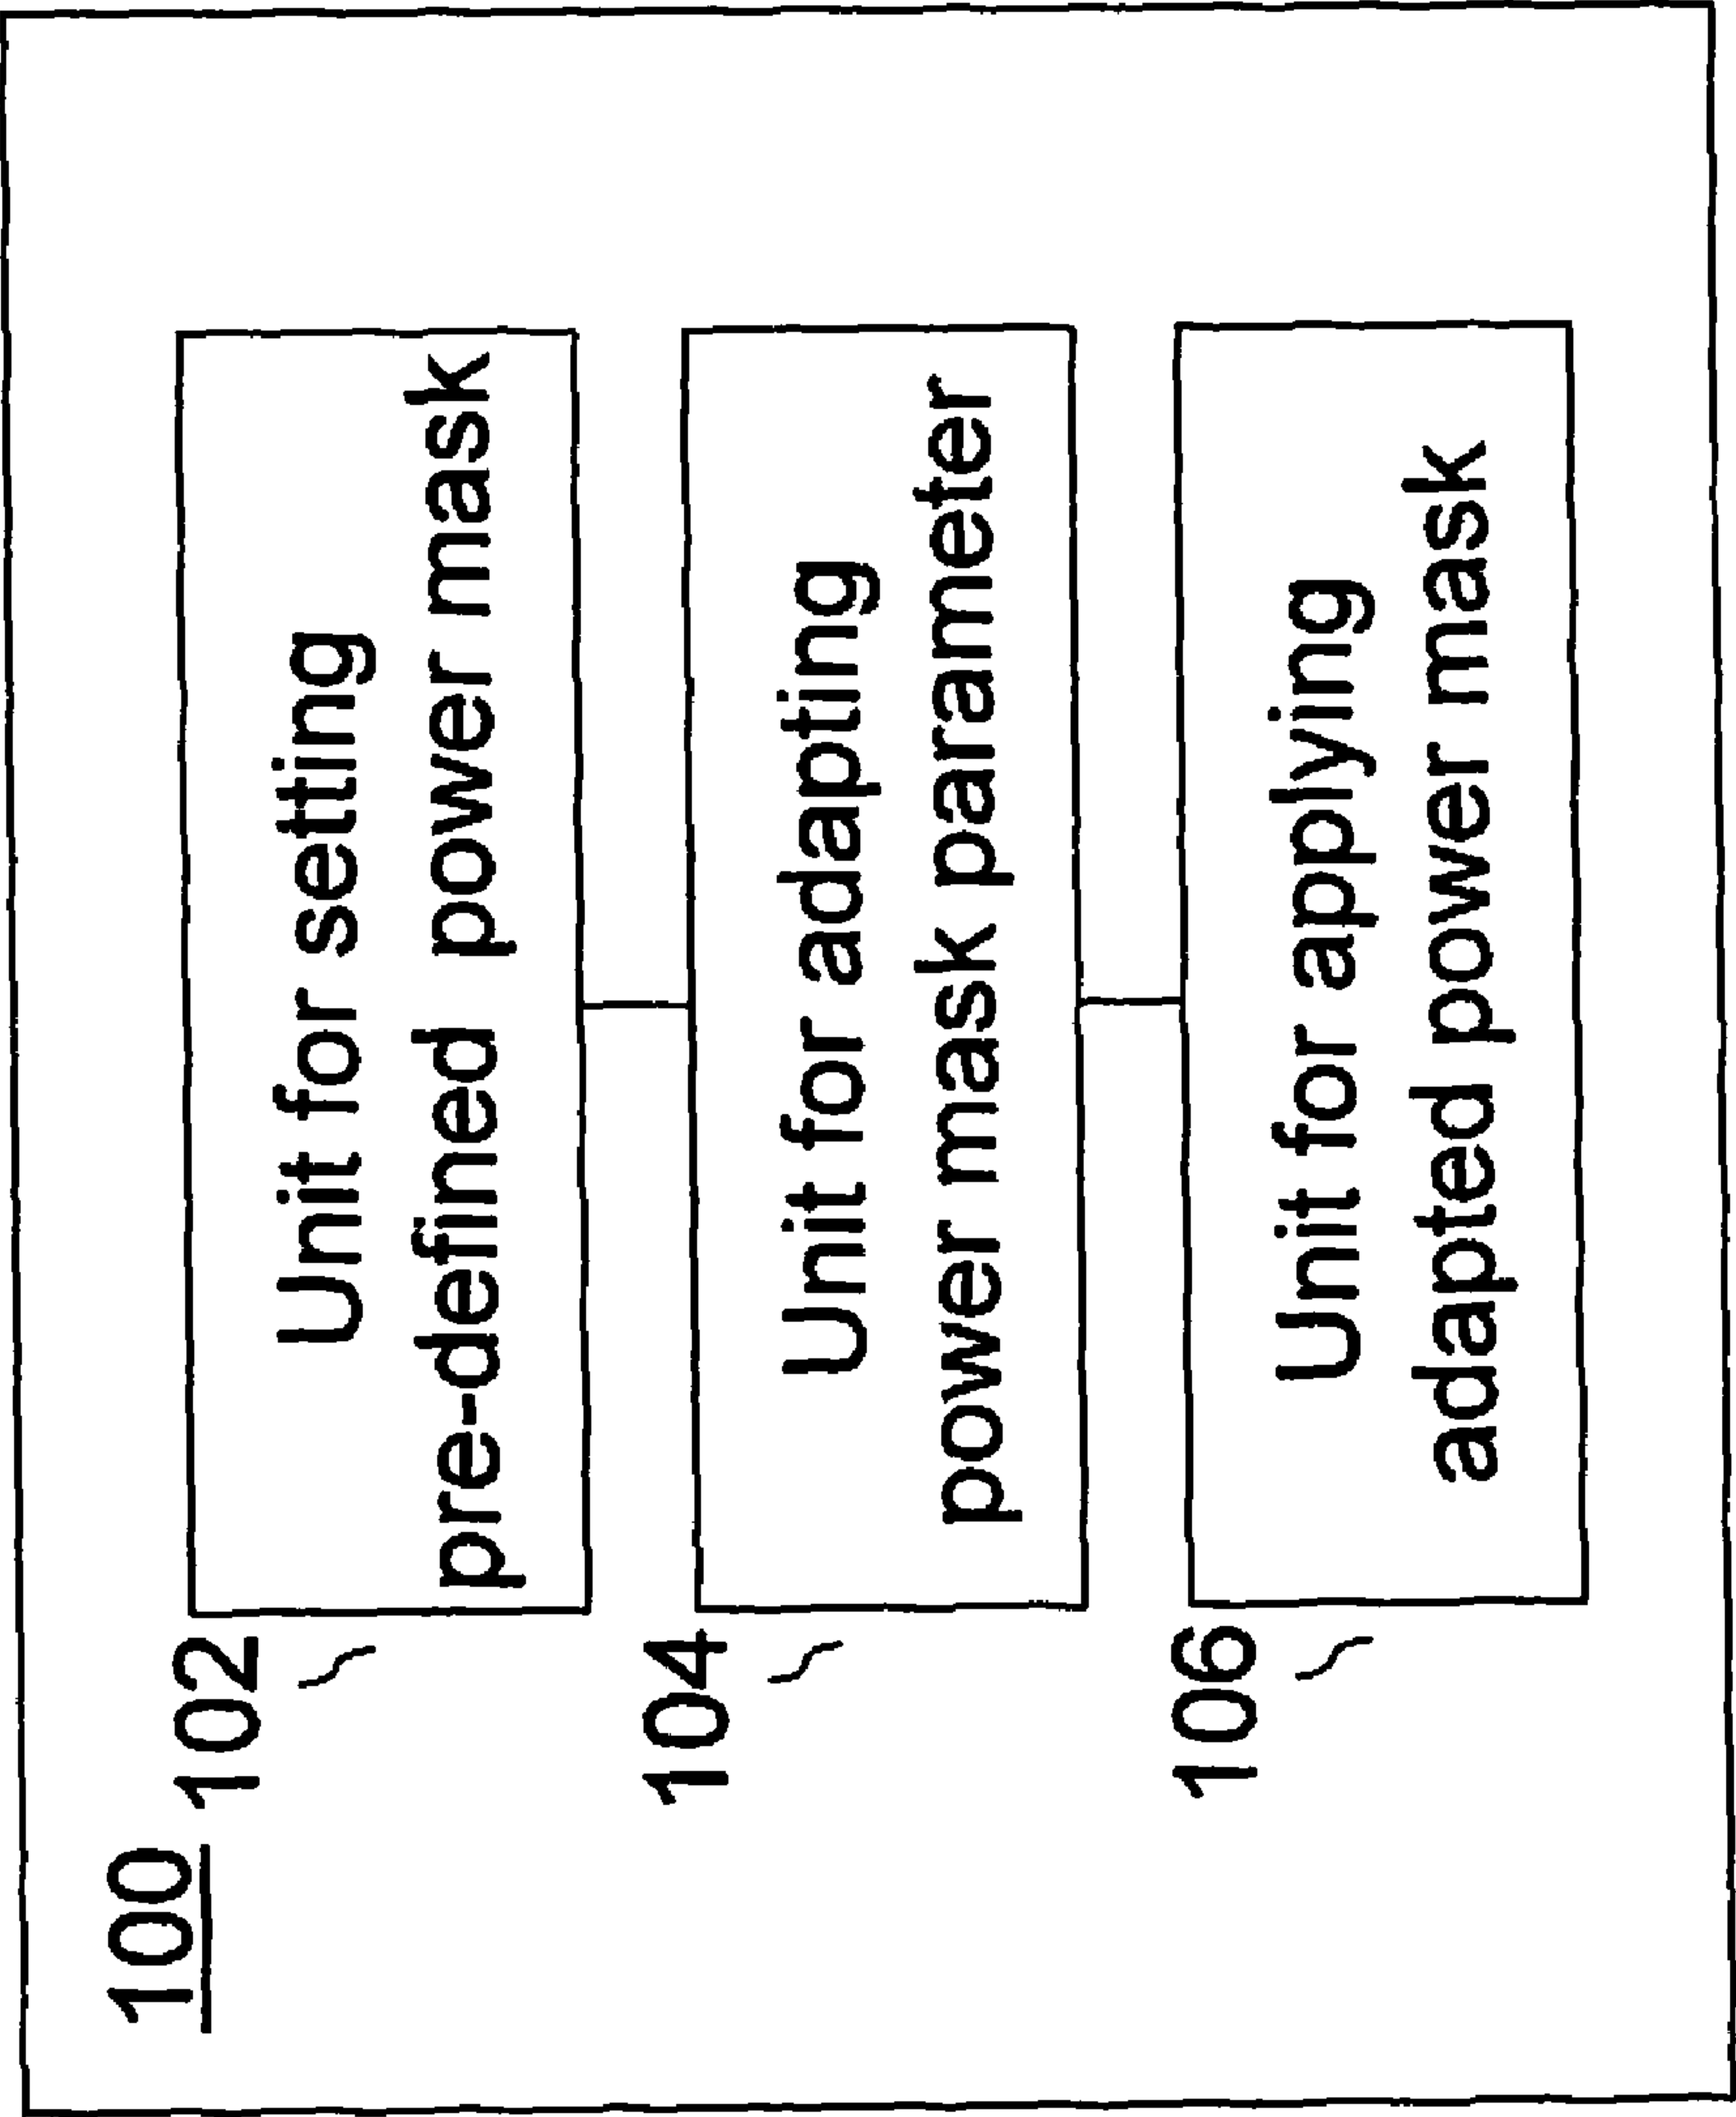 100
102
Unit for setting
pre-defined power mask
104
Unit for adapting
power mask parameter
106
Unit for applying
adapted power mask